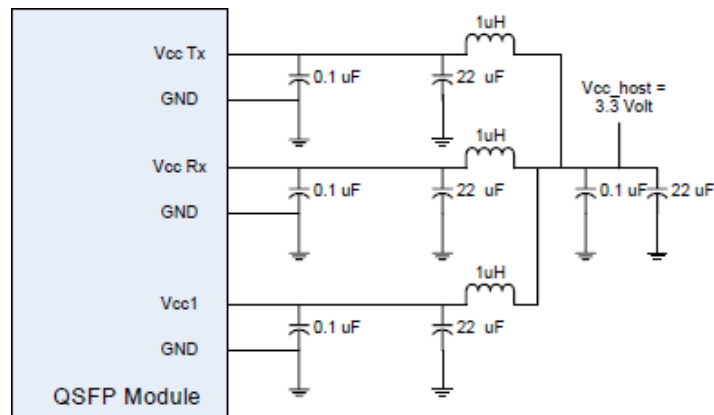 1uH
Vcc Tx
0.1 uF
22 uF
GND
Vcc_host =
3.3 Volt
1uH
Vcc Rx
0.1 uF
22 uF
0.1 uF
22 uF
GND
1uH
Vcc1
0.1 uF
22 uF
GND
QSFP Module